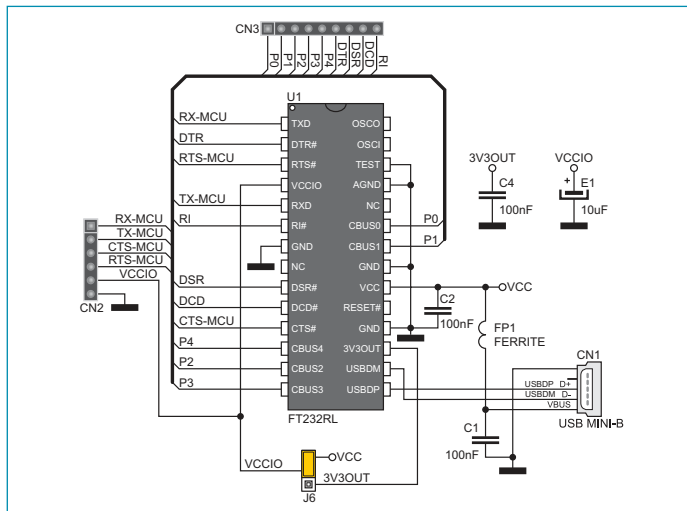 CN3
P0
P1
P2
P3
P4
DTR
DSR
DCD
RI
U1
RX-MCU
TXD
OSCO
DTR
DTR#
OSCI
RTS-MCU
RTS#
TEST
3V3OUT
VCCIO
VCCIO
AGND
C4
E1
+
TX-MCU
RXD
NC
100nF
10uF
RI
RI#
CBUS0
P0
RX-MCU
TX-MCU
CTS-MCU
RTS-MCU
VCCIO
CN2
GND
CBUS1
P1
NC
GND
DSR
DSR#
VCC
VCC
DCD
DCD#
RESET#
C2
100nF
CTS-MCU
CTS#
GND
FP1
FERRITE
P4
CBUS4
3V3OUT
CN1
P2
CBUS2
USBDM
USBDP D+
USBDM D-
VBUS
P3
CBUS3
USBDP
USB MINI-B
FT232RL
C1
100nF
VCCIO
VCC
3V3OUT
J6